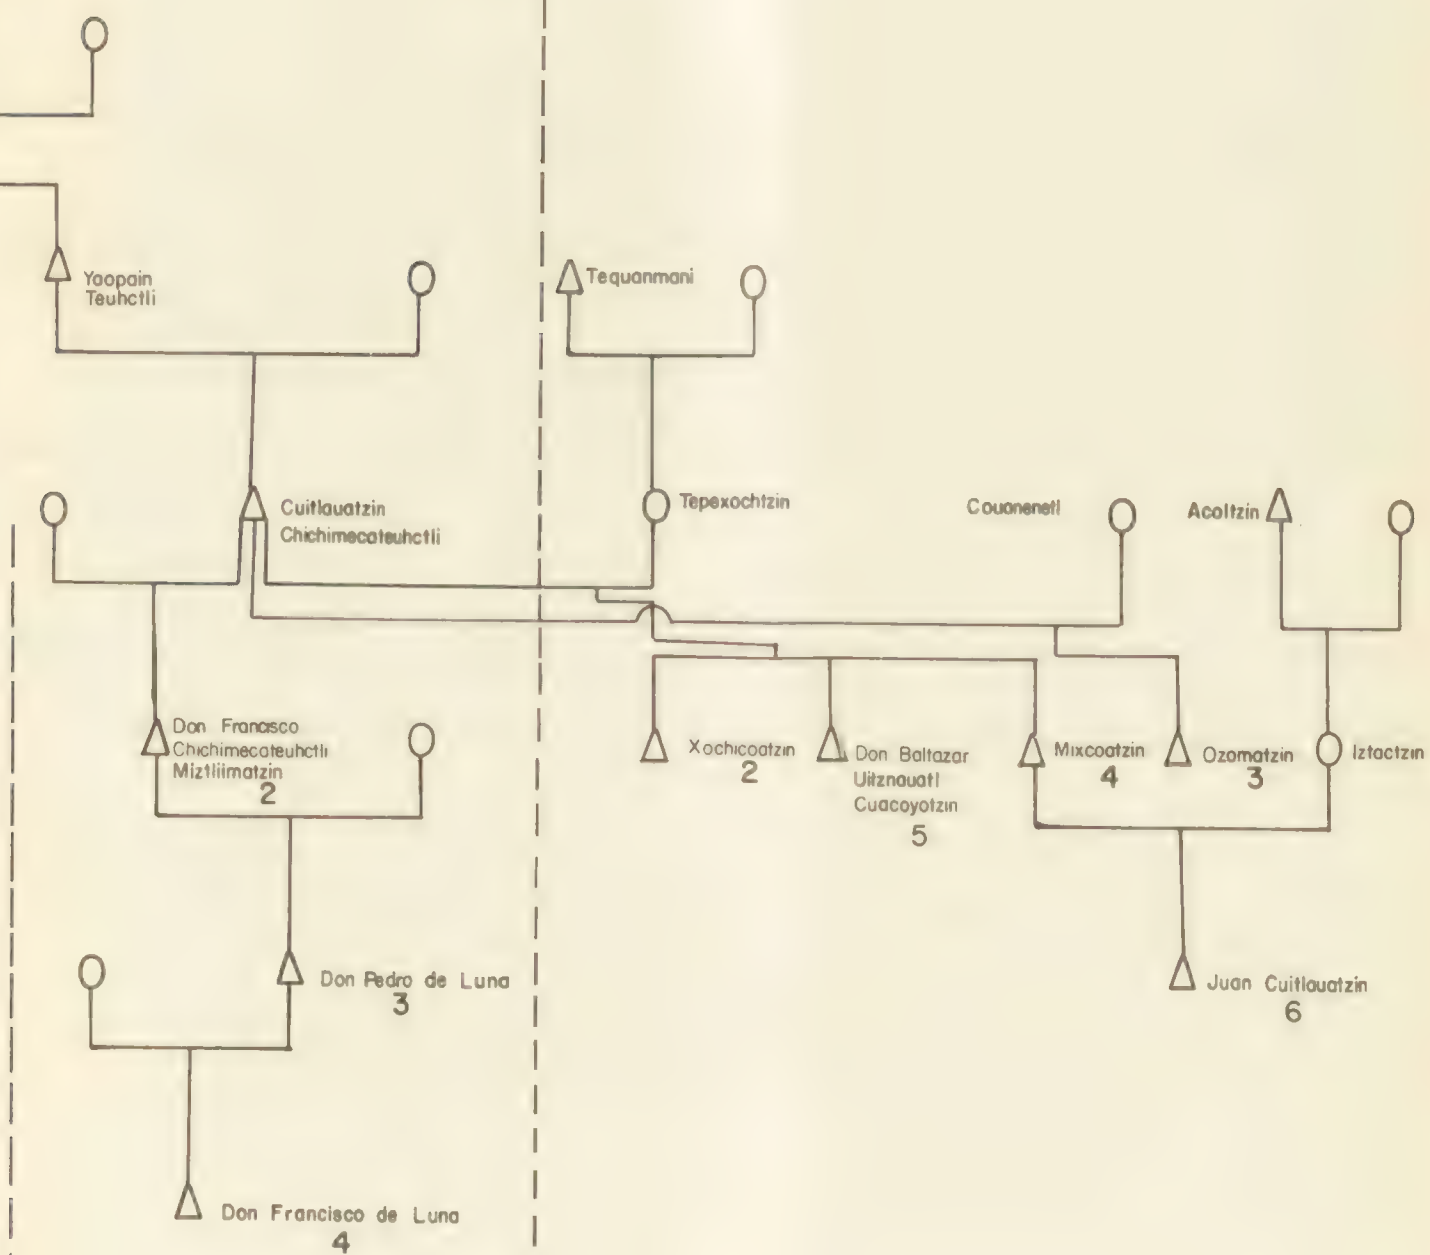 Yaopain
Teuhctli
Tequanmani
Cuitlauatzin
Chichimecateuhctli
Tepexochtzin
Couanenetl
Acoltzin
Don Francisco
Chichimecateuhctli
Miztliimatzin
2
Xochicoatzin
2
Don Baltazar
Uitznauatl
Cuacoyotzin
5
Mixcoatzin
4
Ozomatzin
3
Iztactzin
Don Pedro de Luna
3
Juan Cuitlauatzin
6
Don Francisco de Luna
4